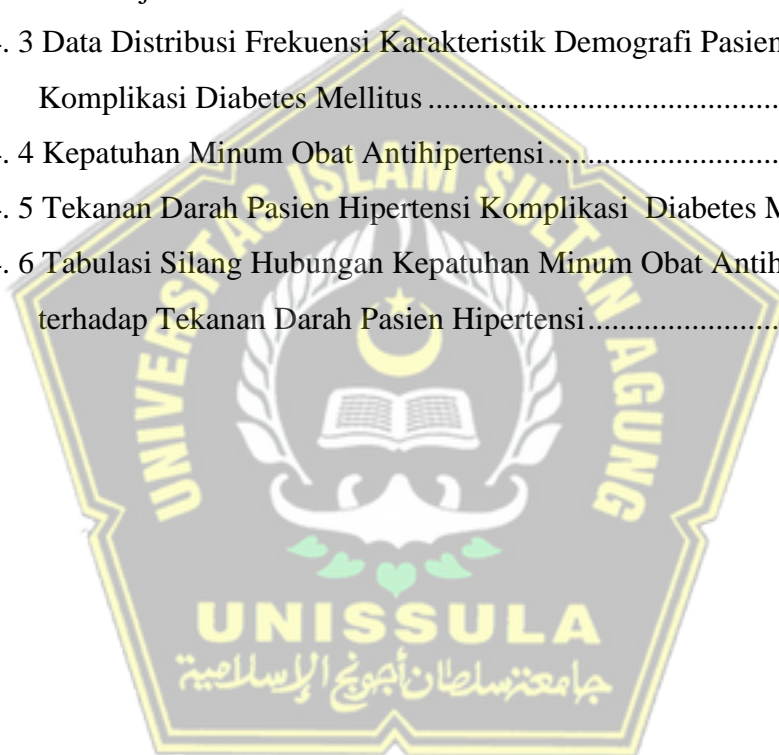 . 3 Data Distribusi Frekuensi Karakteristik Demografi Pasien
Komplikasi Diabetes Mellitus ........................................
. 4 Kepatuhan Minum Obat Antihipertensi ........................
. 5 Tekanan Darah Pasien Hipertensi Komplikasi  Diabetes M
. 6 Tabulasi Silang Hubungan Kepatuhan Minum Obat Antih
terhadap Tekanan Darah Pasien Hipertensi ........................
UNIVERSITAS ISLAM SULTAN AGUNG
UNISSULA
جامعتنسلطان أجونج الإسلامية